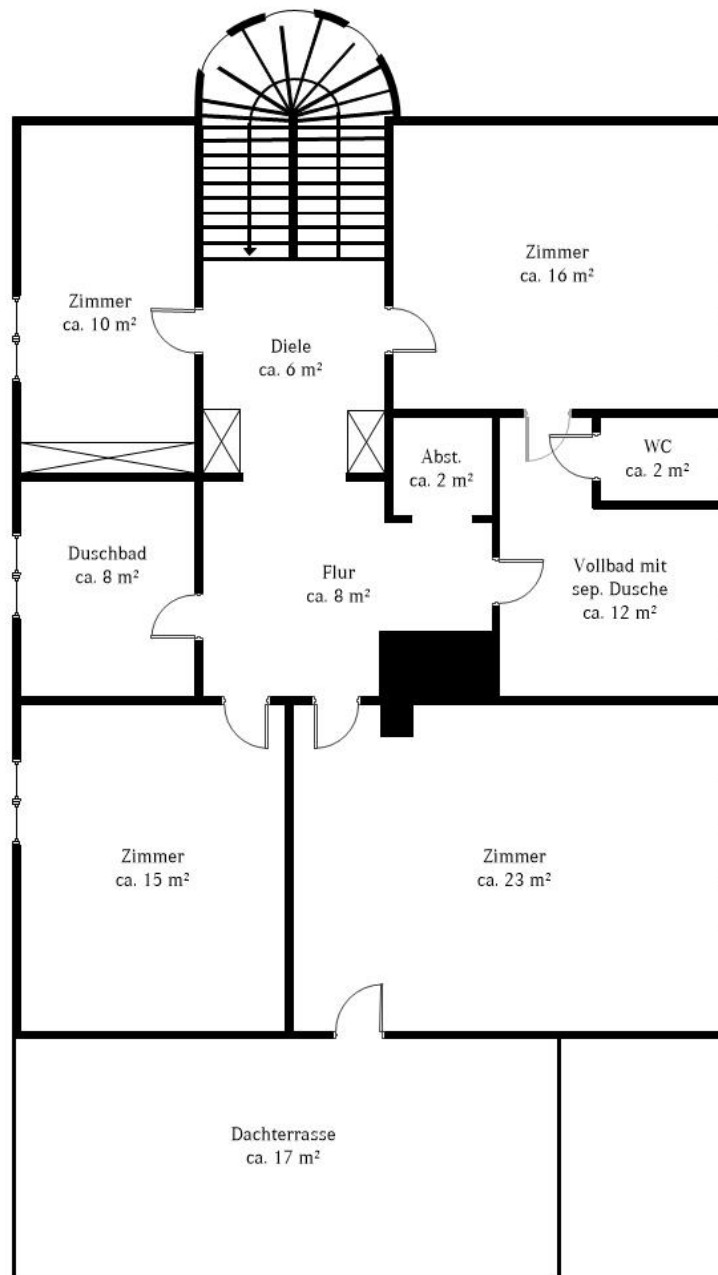 Zimmer
ca. 16 m²
Zimmer
ca. 10 m²
Diele
ca. 6 m²
Abst.
ca. 2 m²
WC
ca. 2 m²
Duschbad
ca. 8 m²
Flur
ca. 8 m²
Vollbad mit
sep. Dusche
ca. 12 m²
Zimmer
ca. 15 m²
Zimmer
ca. 23 m²
Dachterrasse
ca. 17 m²